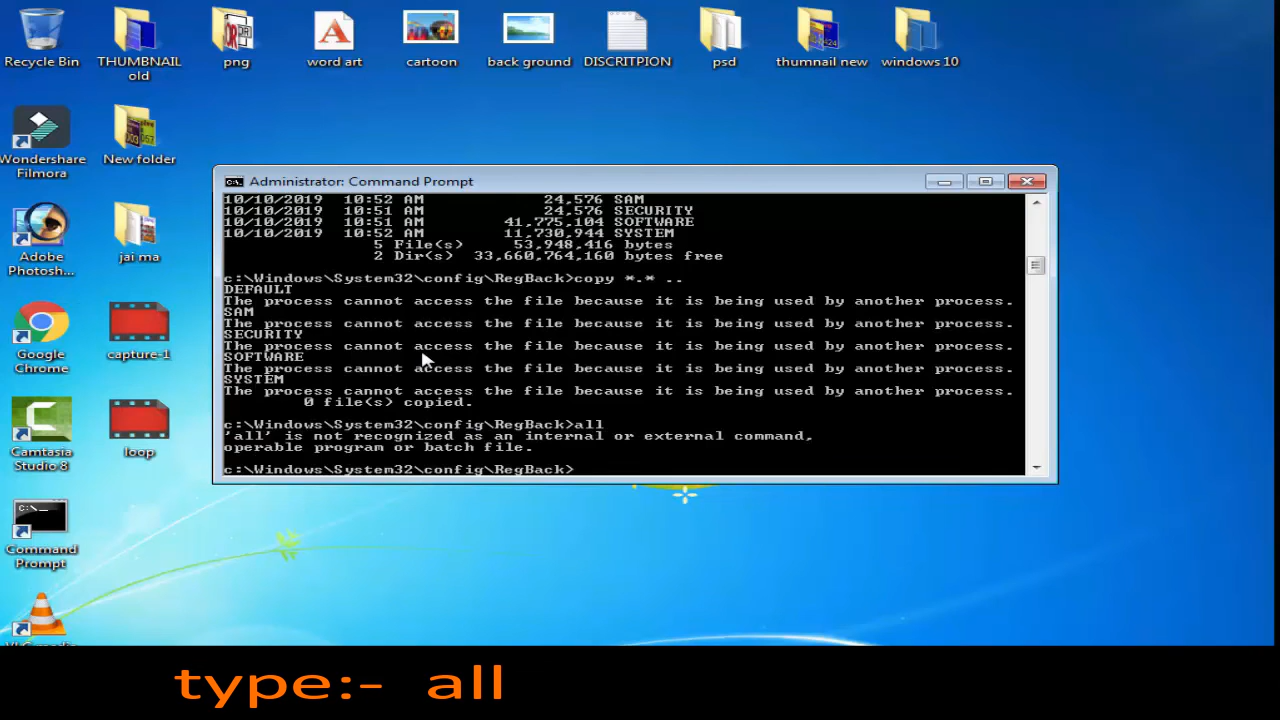 Recycle Bin
THUMBNAIL old
png
word art
cartoon
back ground
DISCRITPION
psd
thumnail new
windows 10
Wondershare Filmora
New folder
Adobe Photosh...
jai ma
Google Chrome
capture-1
Camtasia Studio 8
loop
Command Prompt
Administrator: Command Prompt
10/10/2019 10:52 AM 24,576 SAM
10/10/2019 10:51 AM 24,576 SECURITY
10/10/2019 10:51 AM 41,775,104 SOFTWARE
10/10/2019 10:52 AM 11,730,944 SYSTEM
5 File(s) 53,948,416 bytes
2 Dir(s) 33,660,764,160 bytes free
c:\Windows\System32\config\RegBack>copy *.* ..
DEFAULT
The process cannot access the file because it is being used by another process.
SAM
The process cannot access the file because it is being used by another process.
SECURITY
The process cannot access the file because it is being used by another process.
SOFTWARE
The process cannot access the file because it is being used by another process.
SYSTEM
The process cannot access the file because it is being used by another process.
0 file(s) copied.
c:\Windows\System32\config\RegBack>all
'all' is not recognized as an internal or external command,
operable program or batch file.
c:\Windows\System32\config\RegBack>
type:- all